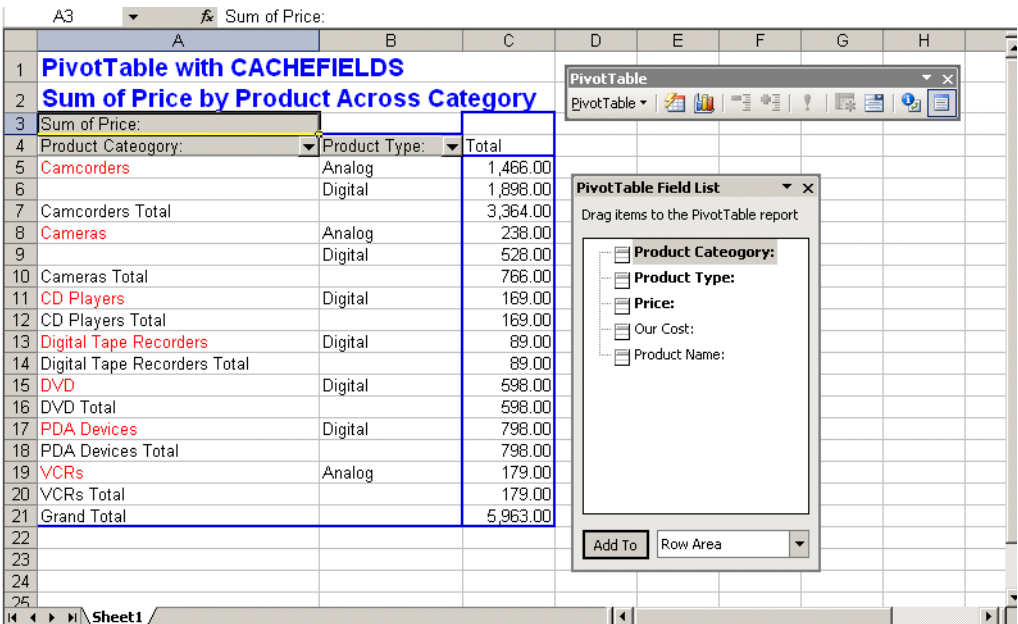 A3 fx Sum of Price:
A B C D E F G H
1 PivotTable with CACHEFIELDS
2 Sum of Price by Product Across Category
3 Sum of Price:
4 Product Cateogory: Product Type: Total
5 Camcorders Analog 1,466.00
6 Digital 1,898.00
7 Camcorders Total 3,364.00
8 Cameras Analog 238.00
9 Digital 528.00
10 Cameras Total 766.00
11 CD Players Digital 169.00
12 CD Players Total 169.00
13 Digital Tape Recorders Digital 89.00
14 Digital Tape Recorders Total 89.00
15 DVD Digital 598.00
16 DVD Total 598.00
17 PDA Devices Digital 798.00
18 PDA Devices Total 798.00
19 VCRs Analog 179.00
20 VCRs Total 179.00
21 Grand Total 5,963.00
22
23
24
25
PivotTable
PivotTable
PivotTable Field List
Drag items to the PivotTable report
Product Cateogory:
Product Type:
Price:
Our Cost:
Product Name:
Add To Row Area
Sheet1